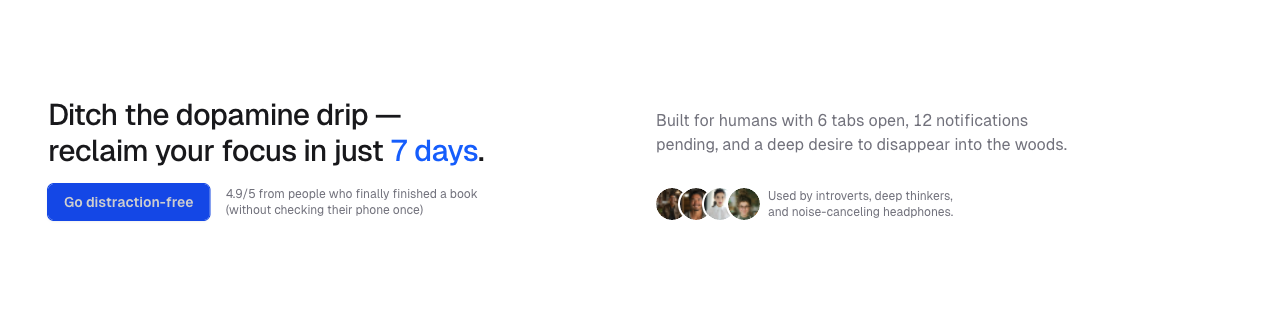 Ditch the dopamine drip —
reclaim your focus in just 7 days.
Go distraction-free
4.9/5 from people who finally finished a book
(without checking their phone once)
Built for humans with 6 tabs open, 12 notifications
pending, and a deep desire to disappear into the woods.
Used by introverts, deep thinkers,
and noise-canceling headphones.